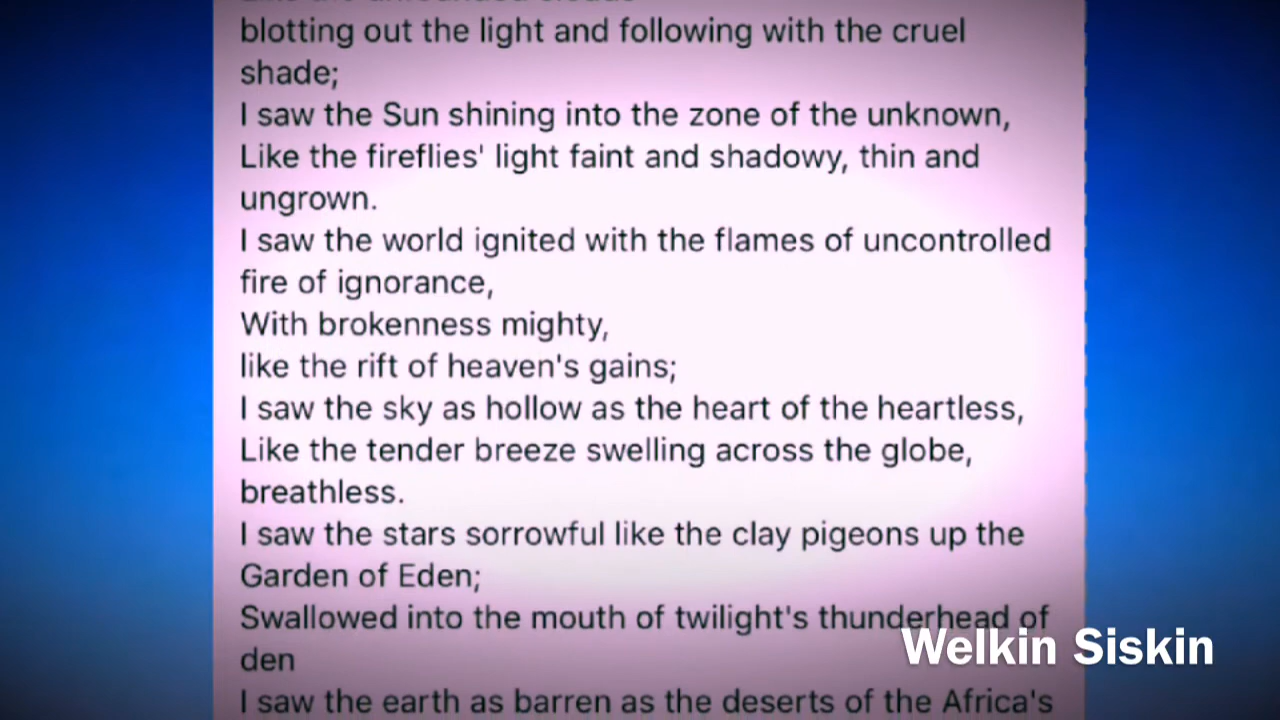 blotting out the light and following with the cruel
shade;
I saw the Sun shining into the zone of the unknown,
Like the fireflies' light faint and shadowy, thin and
ungrown.
I saw the world ignited with the flames of uncontrolled
fire of ignorance,
With brokenness mighty,
like the rift of heaven's gains;
I saw the sky as hollow as the heart of the heartless,
Like the tender breeze swelling across the globe,
breathless.
I saw the stars sorrowful like the clay pigeons up the
Garden of Eden;
Swallowed into the mouth of twilight's thunderhead of
den
Welkin Siskin
I saw the earth as barren as the deserts of the Africa's